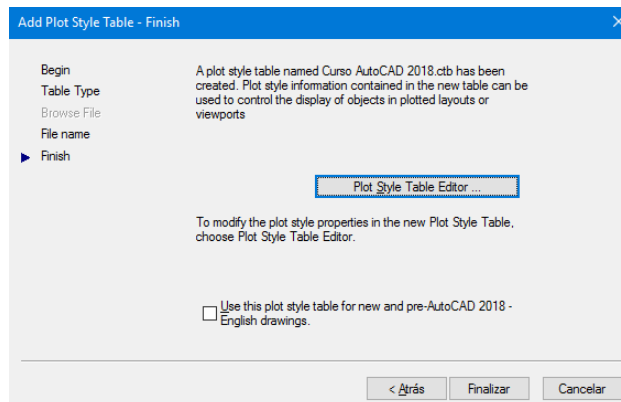 Add Plot Style Table - Finish
Begin
Table Type
Browse File
File name
Finish
A plot style table named Curso AutoCAD 2018.ctb has been
created. Plot style information contained in the new table can be
used to control the display of objects in plotted layouts or
viewports
Plot Style Table Editor ...
To modify the plot style properties in the new Plot Style Table,
choose Plot Style Table Editor.
Use this plot style table for new and pre-AutoCAD 2018 -
English drawings.
< Atrás
Finalizar
Cancelar